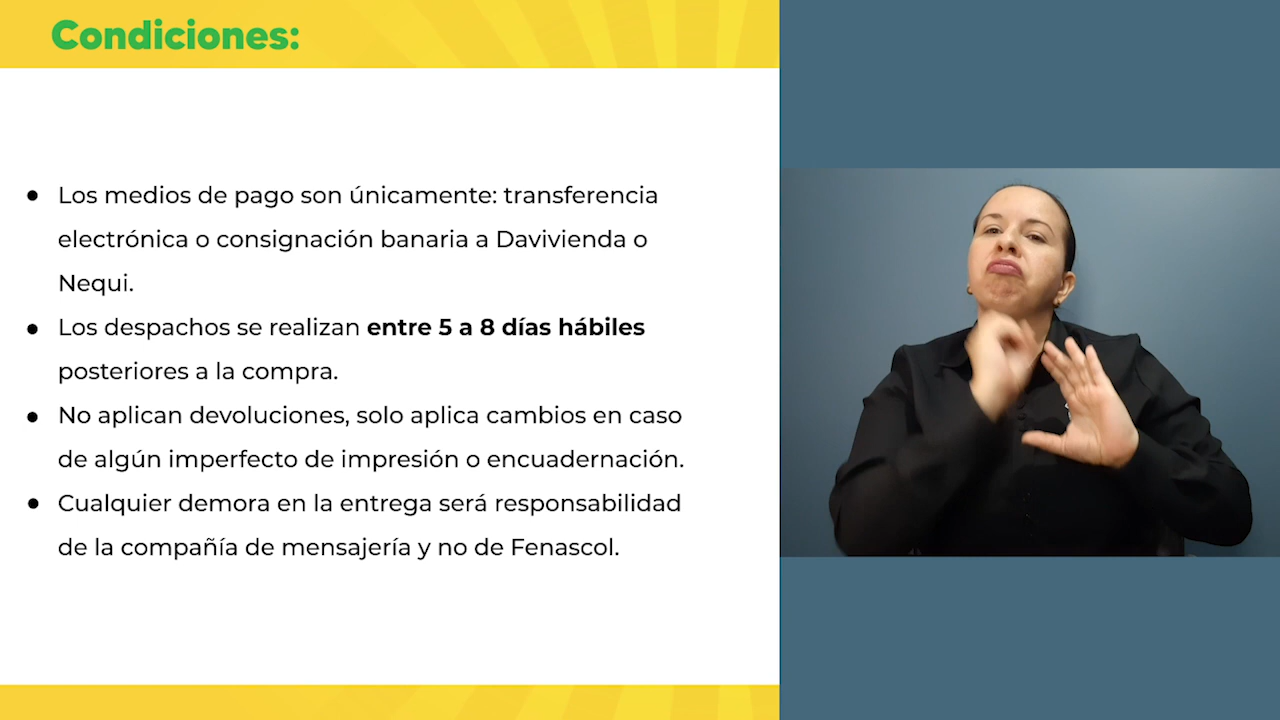 Condiciones:
● Los medios de pago son únicamente: transferencia
electrónica o consignación banaria a Davivienda o
Nequi.
● Los despachos se realizan entre 5 a 8 días hábiles
posteriores a la compra.
● No aplican devoluciones, solo aplica cambios en caso
de algún imperfecto de impresión o encuadernación.
● Cualquier demora en la entrega será responsabilidad
de la compañía de mensajería y no de Fenascol.